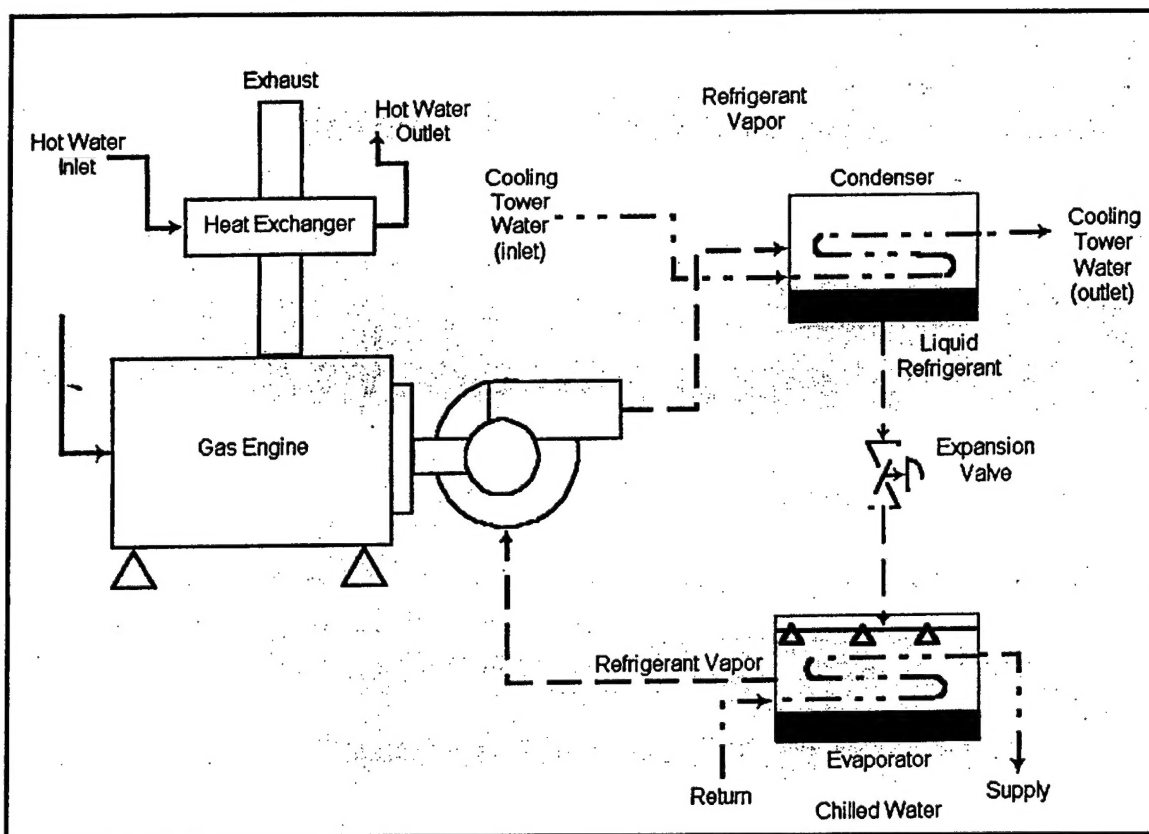 Exhaust
Hot Water
Inlet
Hot Water
Outlet
Heat Exchanger
Refrigerant
Vapor
Cooling
Tower
Water
(inlet)
Condenser
Cooling
Tower
Water
(outlet)
Liquid
Refrigerant
Gas Engine
Expansion
Valve
Refrigerant Vapor
Evaporator
Return
Supply
Chilled Water